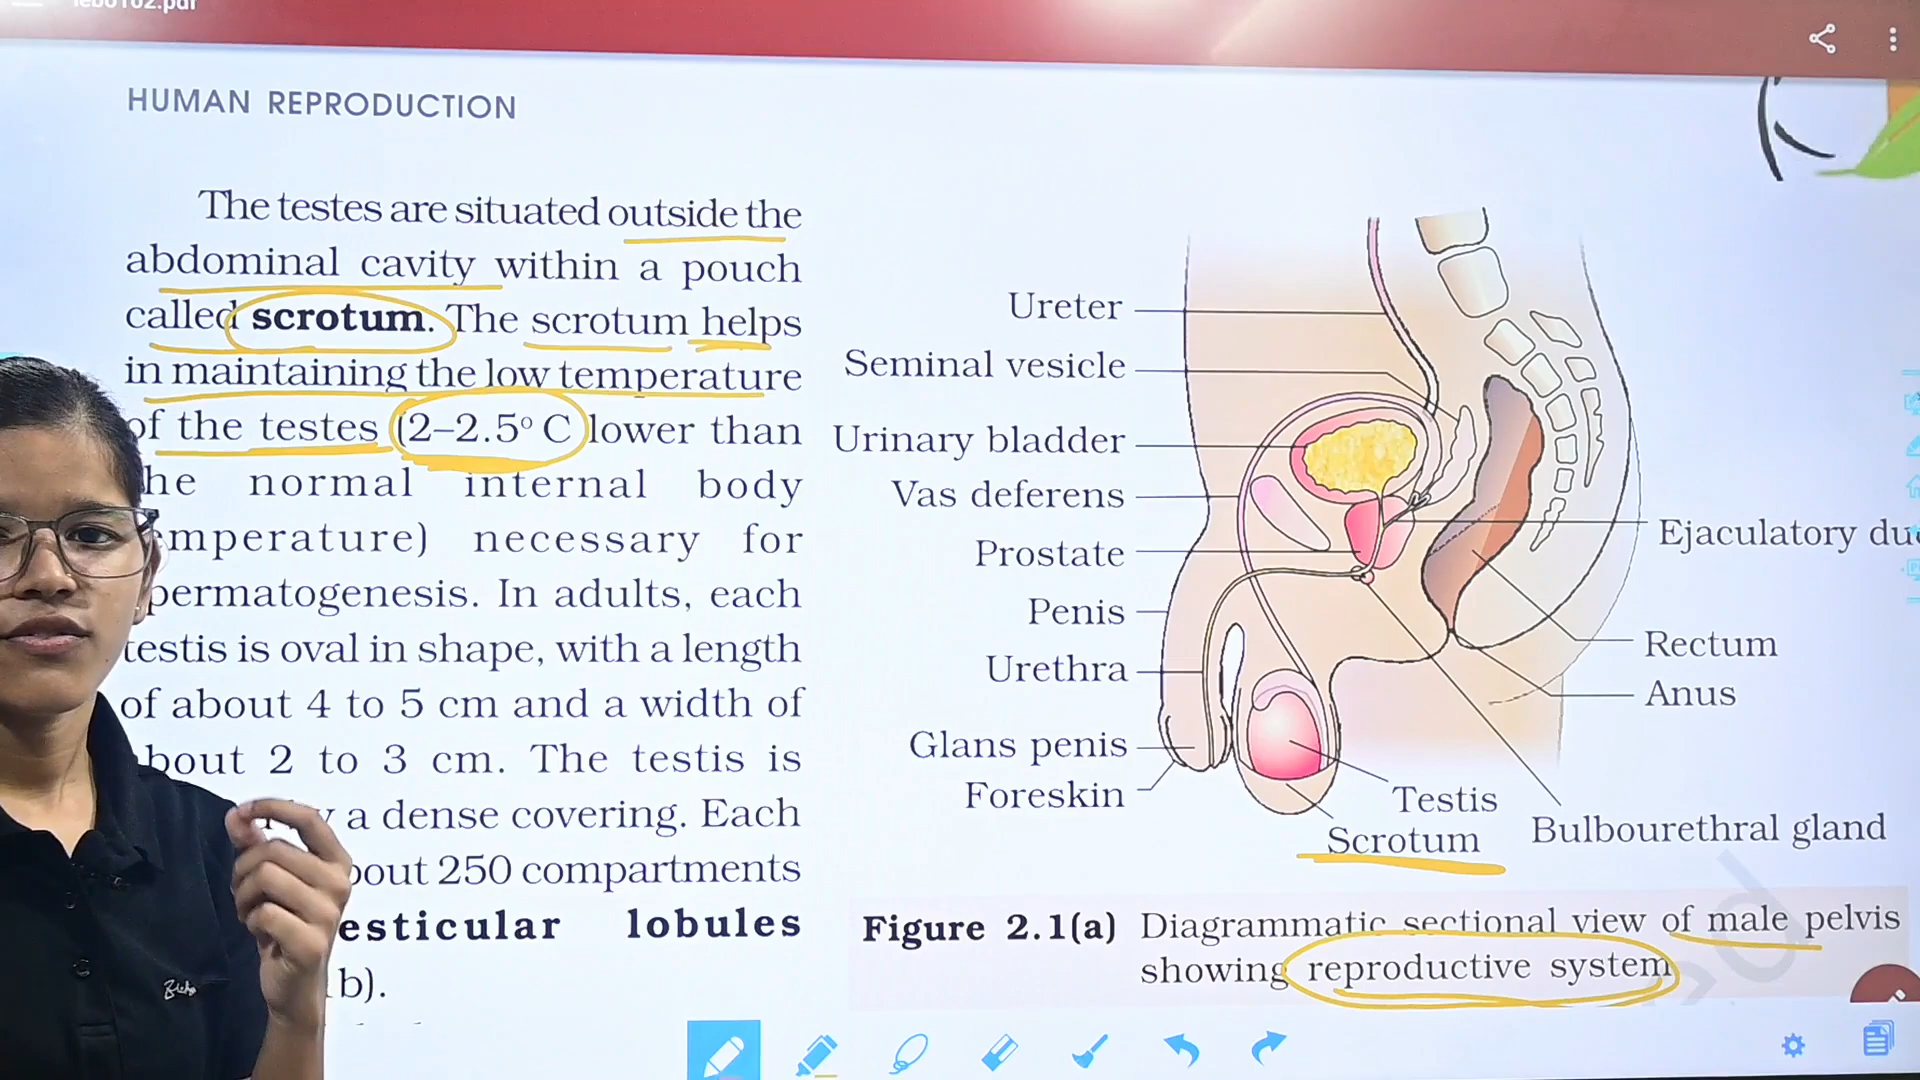 HUMAN REPRODUCTION
The testes are situated outside the
abdominal cavity within a pouch
called scrotum. The scrotum helps
in maintaining the low temperature
of the testes (2–2.5° C lower than
he normal internal body
mperature) necessary for
permatogenesis. In adults, each
testis is oval in shape, with a length
of about 4 to 5 cm and a width of
bout 2 to 3 cm. The testis is
a dense covering. Each
bout 250 compartments
esticular lobules
b).
Ureter
Seminal vesicle
Urinary bladder
Vas deferens
Prostate
Penis
Urethra
Glans penis
Foreskin
Ejaculatory du
Rectum
Anus
Testis
Scrotum
Bulbourethral gland
Figure 2.1(a) Diagrammatic sectional view of male pelvis
showing reproductive system